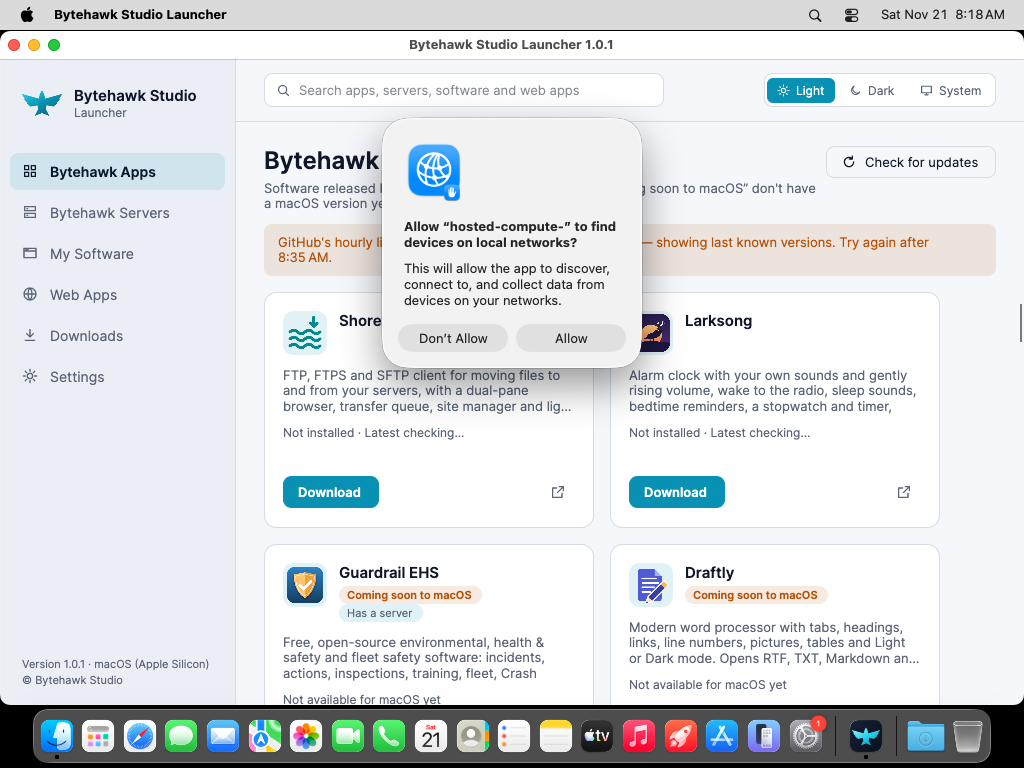 Bytehawk Studio Launcher
Sat Nov 21 8:18 AM
Bytehawk Studio Launcher 1.0.1
Bytehawk Studio
Launcher
Search apps, servers, software and web apps
Light
Dark
System
Bytehawk Apps
Bytehawk Servers
My Software
Web Apps
Downloads
Settings
Version 1.0.1 · macOS (Apple Silicon)
© Bytehawk Studio
Bytehawk
Check for updates
Software released
g soon to macOS” don't have
a macOS version ye
GitHub's hourly li
— showing last known versions. Try again after
8:35 AM.
Allow “hosted-compute-” to find
devices on local networks?
This will allow the app to discover,
connect to, and collect data from
devices on your networks.
Don’t Allow
Allow
Shore
FTP, FTPS and SFTP client for moving files to
and from your servers, with a dual-pane
browser, transfer queue, site manager and lig...
Not installed · Latest checking...
Download
Larksong
Alarm clock with your own sounds and gently
rising volume, wake to the radio, sleep sounds,
bedtime reminders, a stopwatch and timer,
Not installed · Latest checking...
Download
Guardrail EHS
Coming soon to macOS
Has a server
Free, open-source environmental, health &
safety and fleet safety software: incidents,
actions, inspections, training, fleet, Crash
Not available for macOS yet
Draftly
Coming soon to macOS
Modern word processor with tabs, headings,
links, line numbers, pictures, tables and Light
or Dark mode. Opens RTF, TXT, Markdown an...
Not available for macOS yet
Sat
21
tv
1